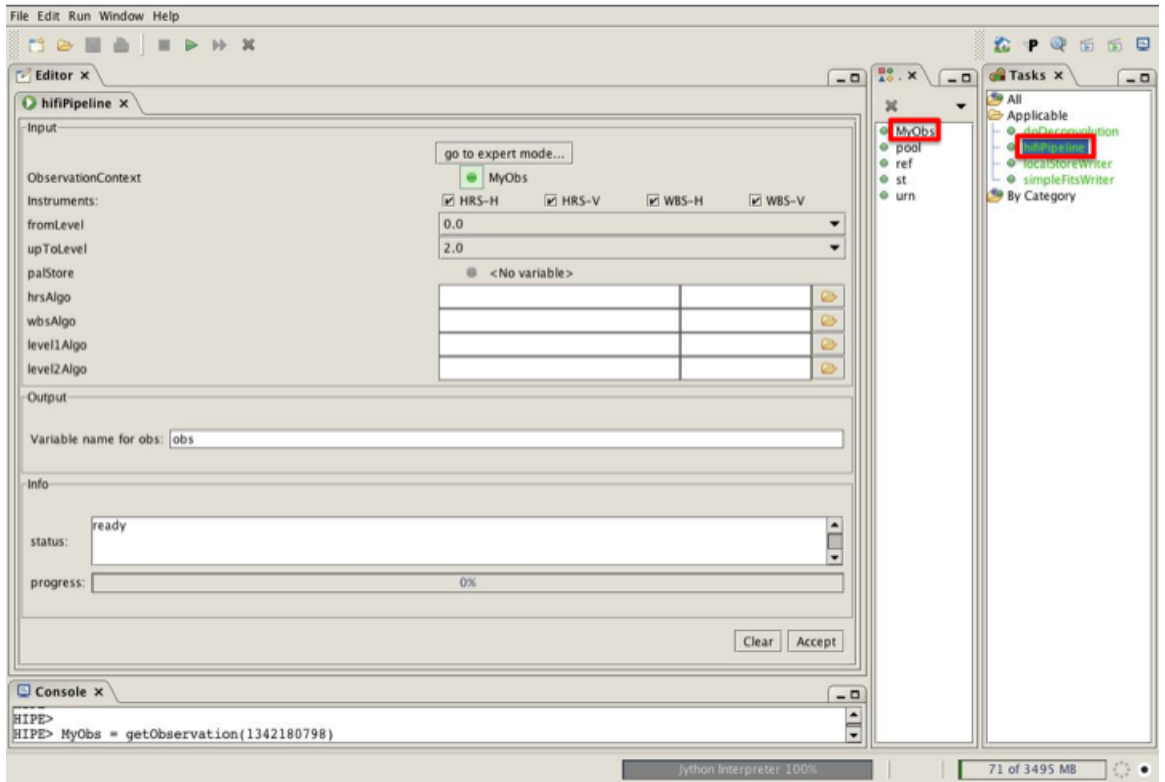 File Edit Run Window Help
Editor
hifiPipeline
Input
go to expert mode...
ObservationContext MyObs
Instruments: HRS-H HRS-V WBS-H WBS-V
fromLevel 0.0
upToLevel 2.0
palStore <No variable>
hrsAlgo
wbsAlgo
level1Algo
level2Algo
Output
Variable name for obs: obs
Info
status: ready
progress: 0%
Clear Accept
Console
HIPE>
HIPE>
HIPE> MyObs = getObservation(1342180798)
.
MyObs
pool
ref
st
urn
P
Tasks
All
Applicable
doDeconvolution
hifiPipeline
localStoreWriter
simpleFitsWriter
By Category
Jython Interpreter 100%
71 of 3495 MB